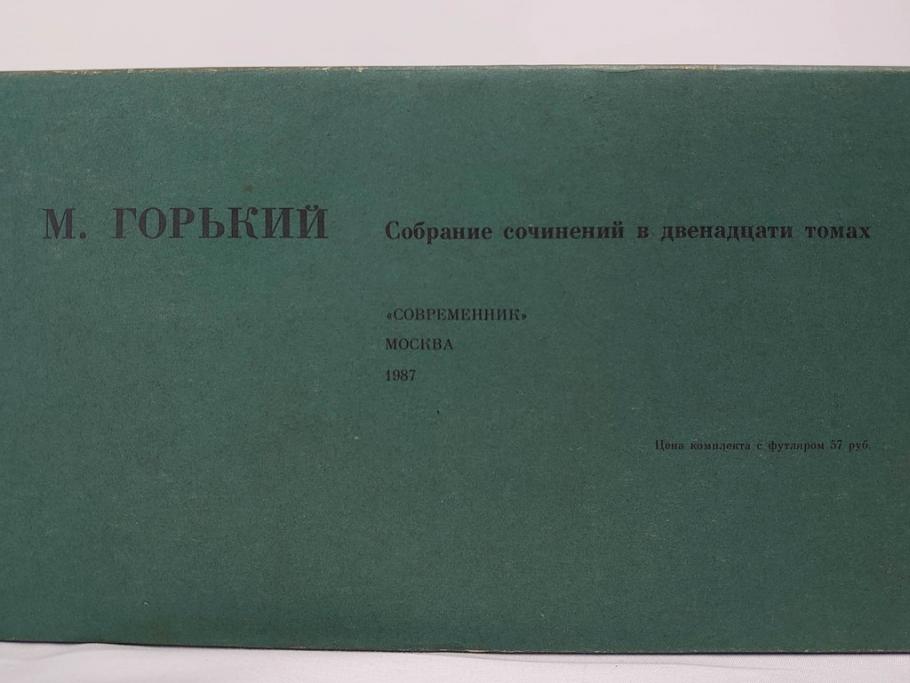 М. ГОРЬКИЙ
Собрание сочинений в двенадцати томах
«СОВРЕМЕННИК»
МОСКВА
1987
Цена комплекта с футляром 57 руб.